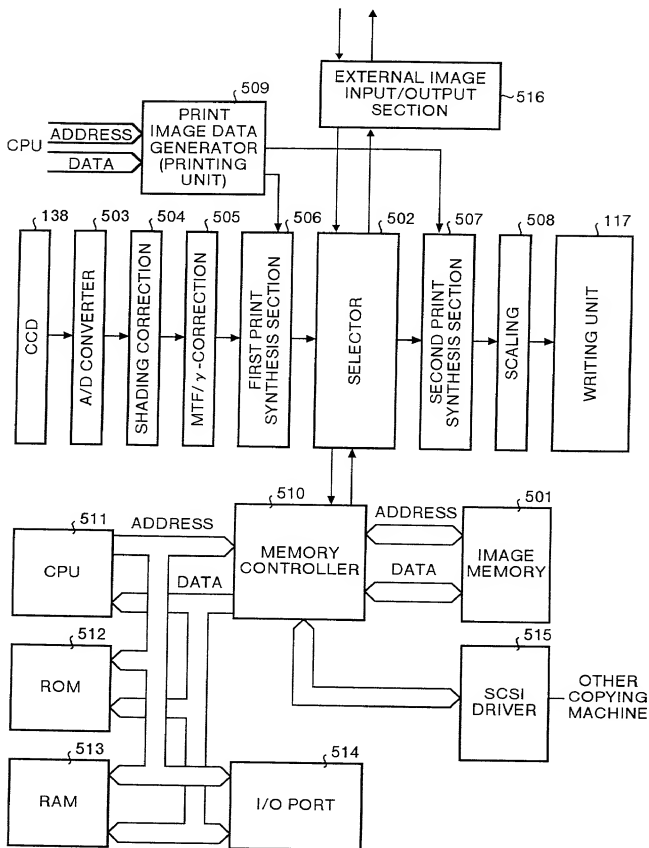 509
PRINT
IMAGE DATA
GENERATOR
(PRINTING
UNIT)
EXTERNAL IMAGE
INPUT/OUTPUT
SECTION
516
CPU
ADDRESS
DATA
138
503
504
505
506
502
507
508
117
CCD
A/D CONVERTER
SHADING CORRECTION
MTF/γ-CORRECTION
FIRST PRINT
SYNTHESIS SECTION
SELECTOR
SECOND PRINT
SYNTHESIS SECTION
SCALING
WRITING UNIT
511
CPU
ADDRESS
DATA
510
MEMORY
CONTROLLER
ADDRESS
DATA
501
IMAGE
MEMORY
512
ROM
515
SCSI
DRIVER
OTHER
COPYING
MACHINE
513
RAM
514
I/O PORT